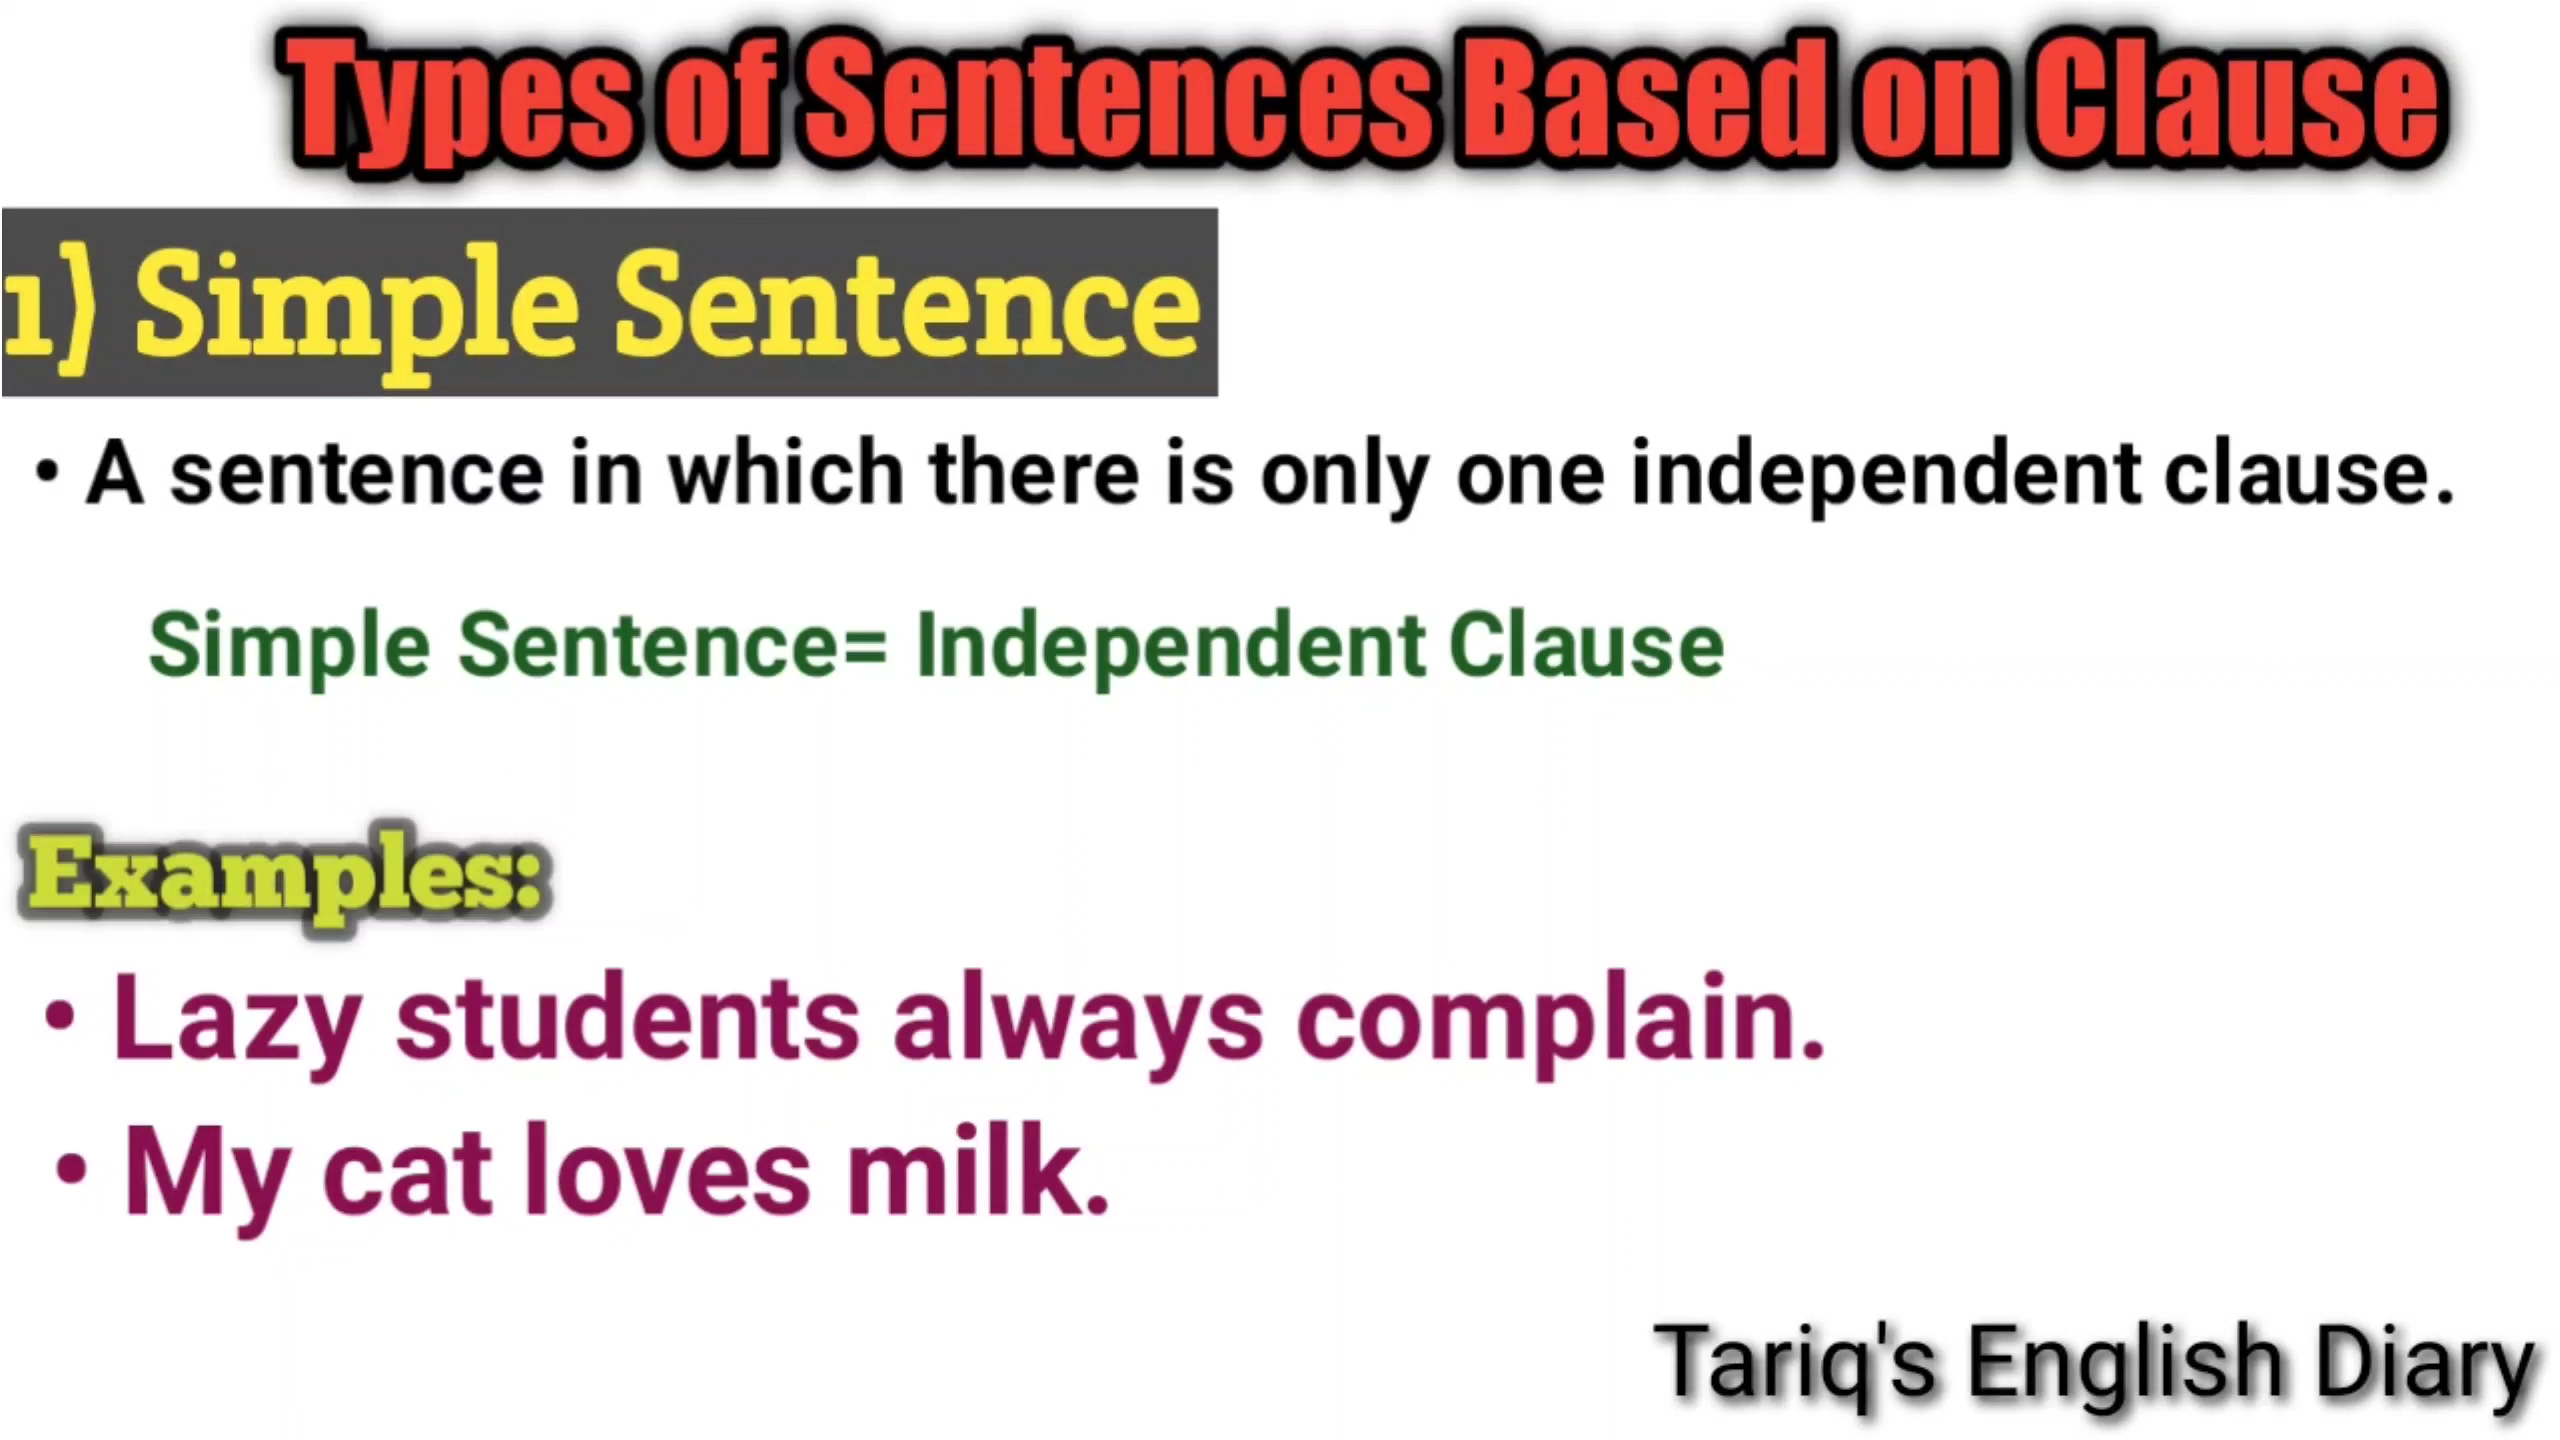 Types of Sentences Based on Clause
1) Simple Sentence
• A sentence in which there is only one independent clause.
Simple Sentence= Independent Clause
Examples:
• Lazy students always complain.
• My cat loves milk.
Tariq's English Diary